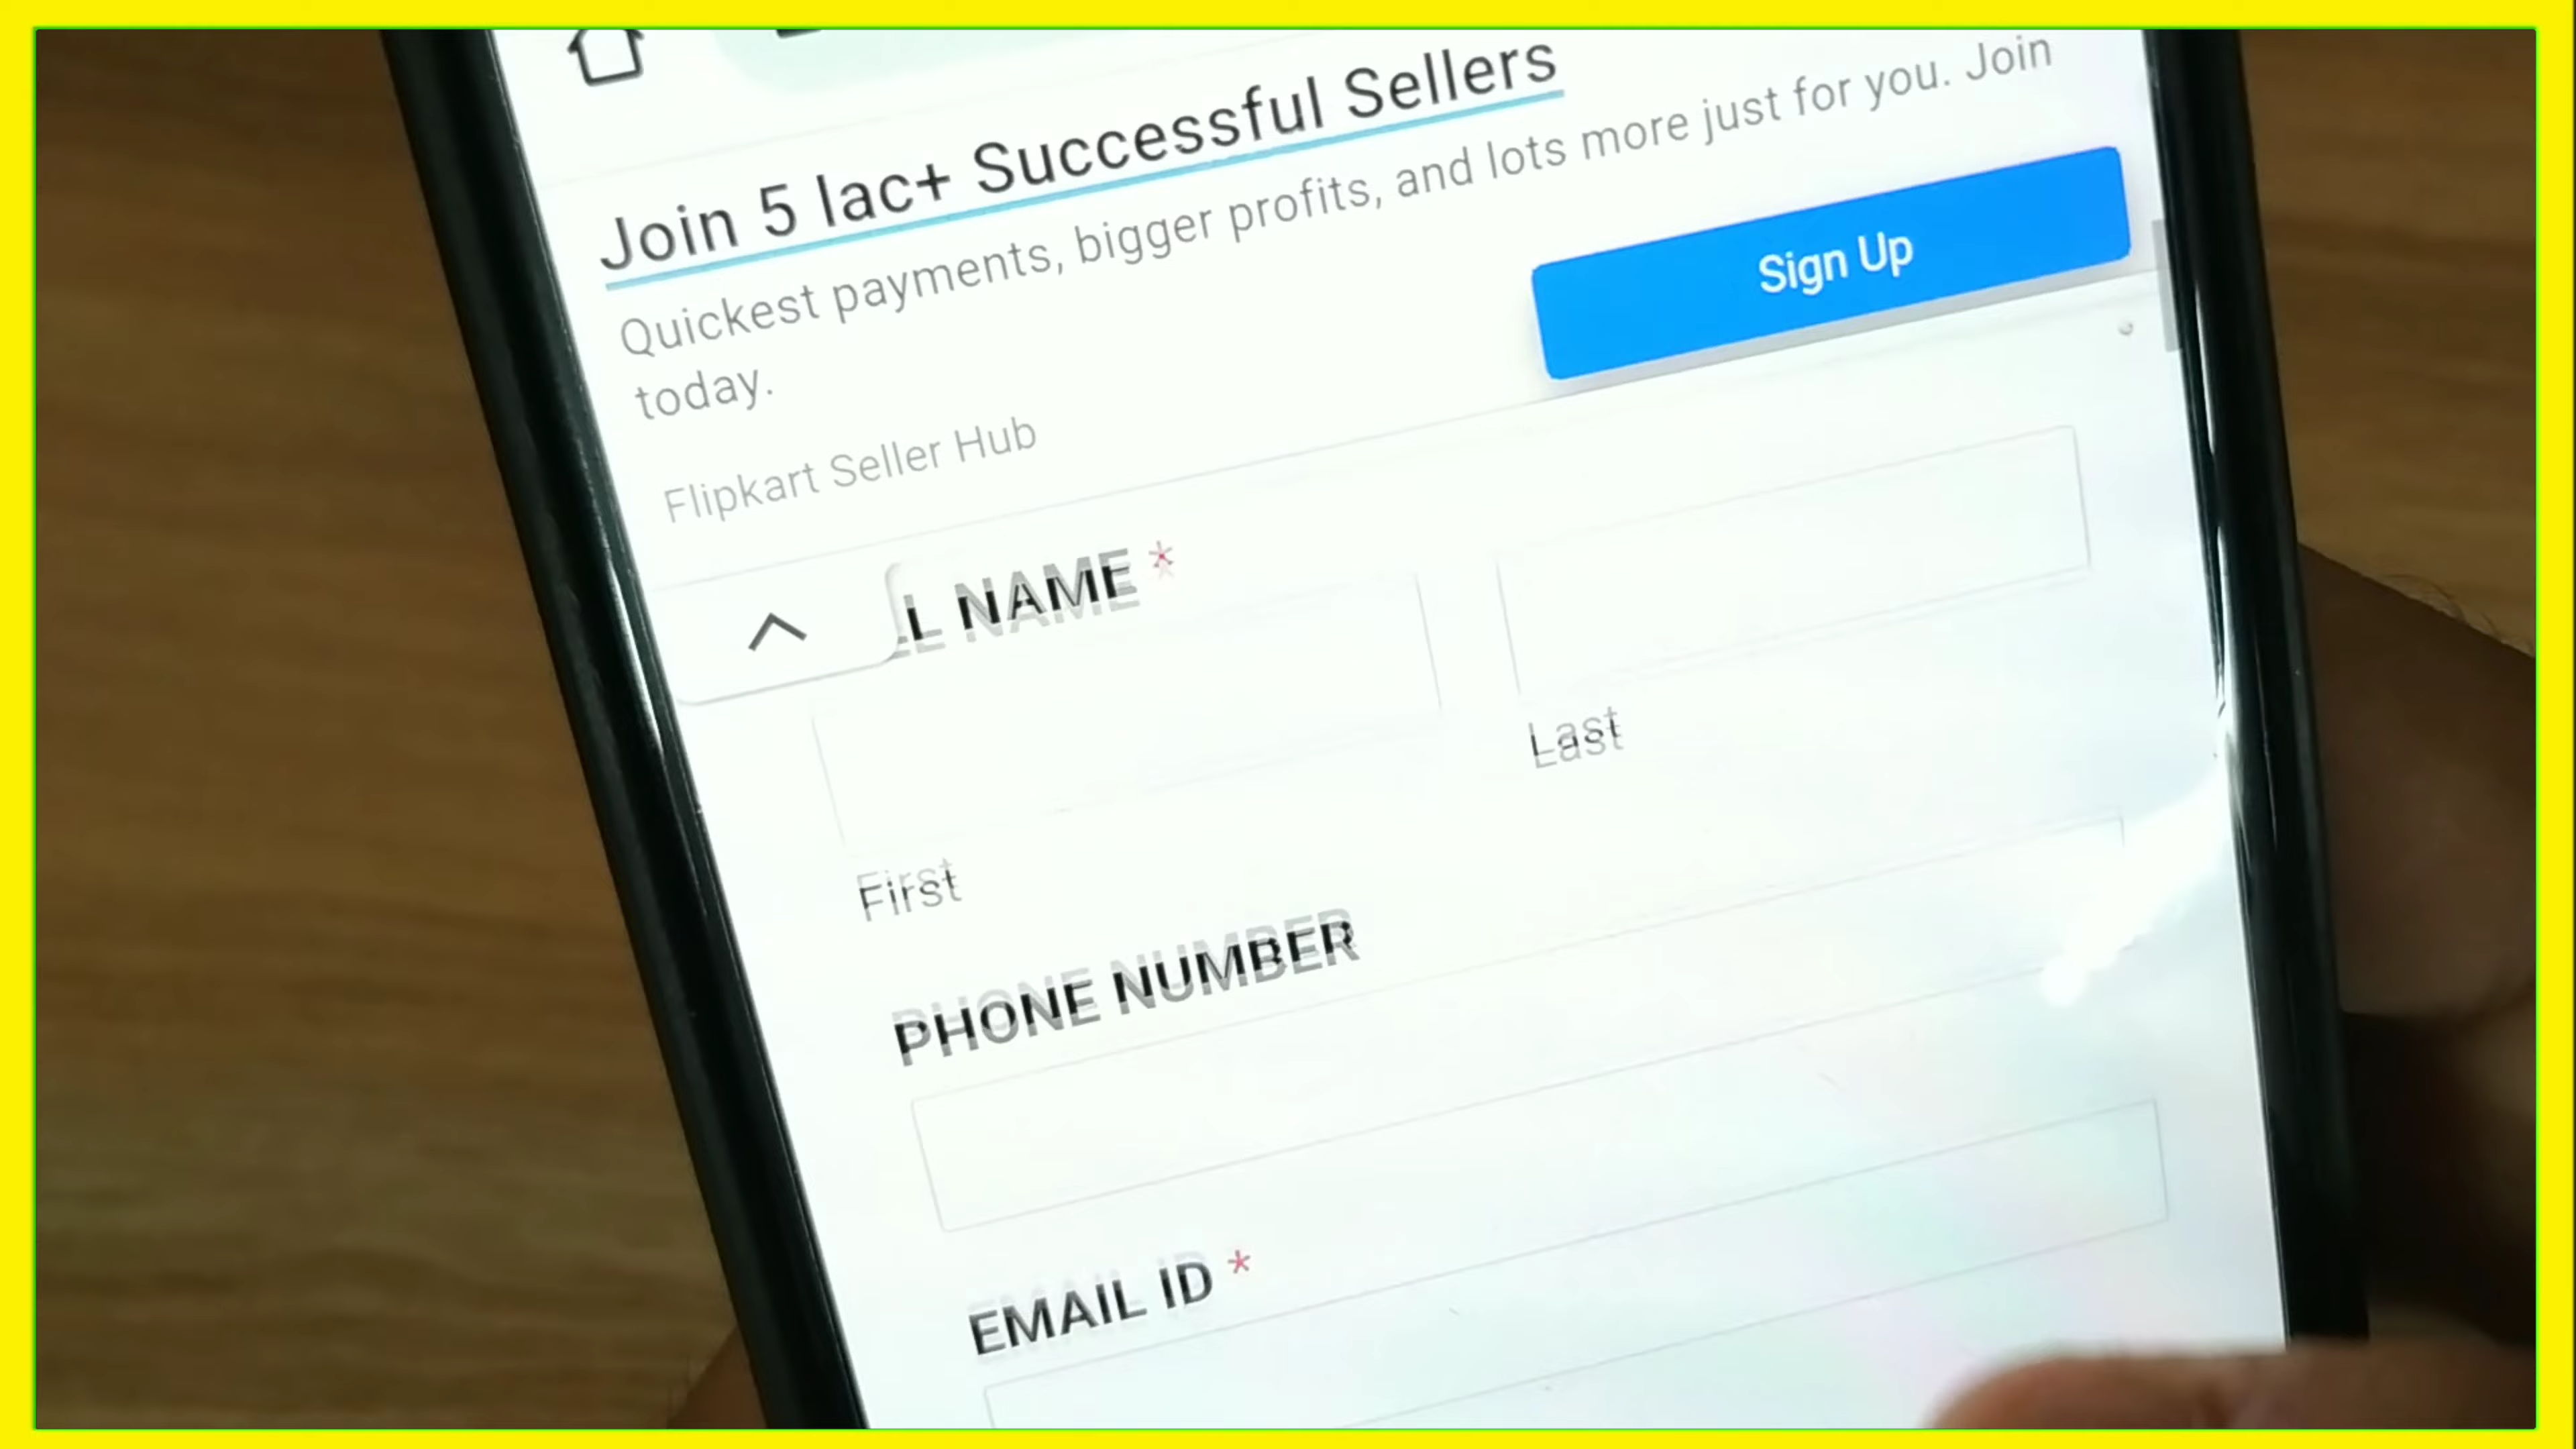 Join 5 lac+ Successful Sellers
Quickest payments, bigger profits, and lots more just for you. Join
today.
Sign Up
Flipkart Seller Hub
NAME *
First
Last
PHONE NUMBER
EMAIL ID *